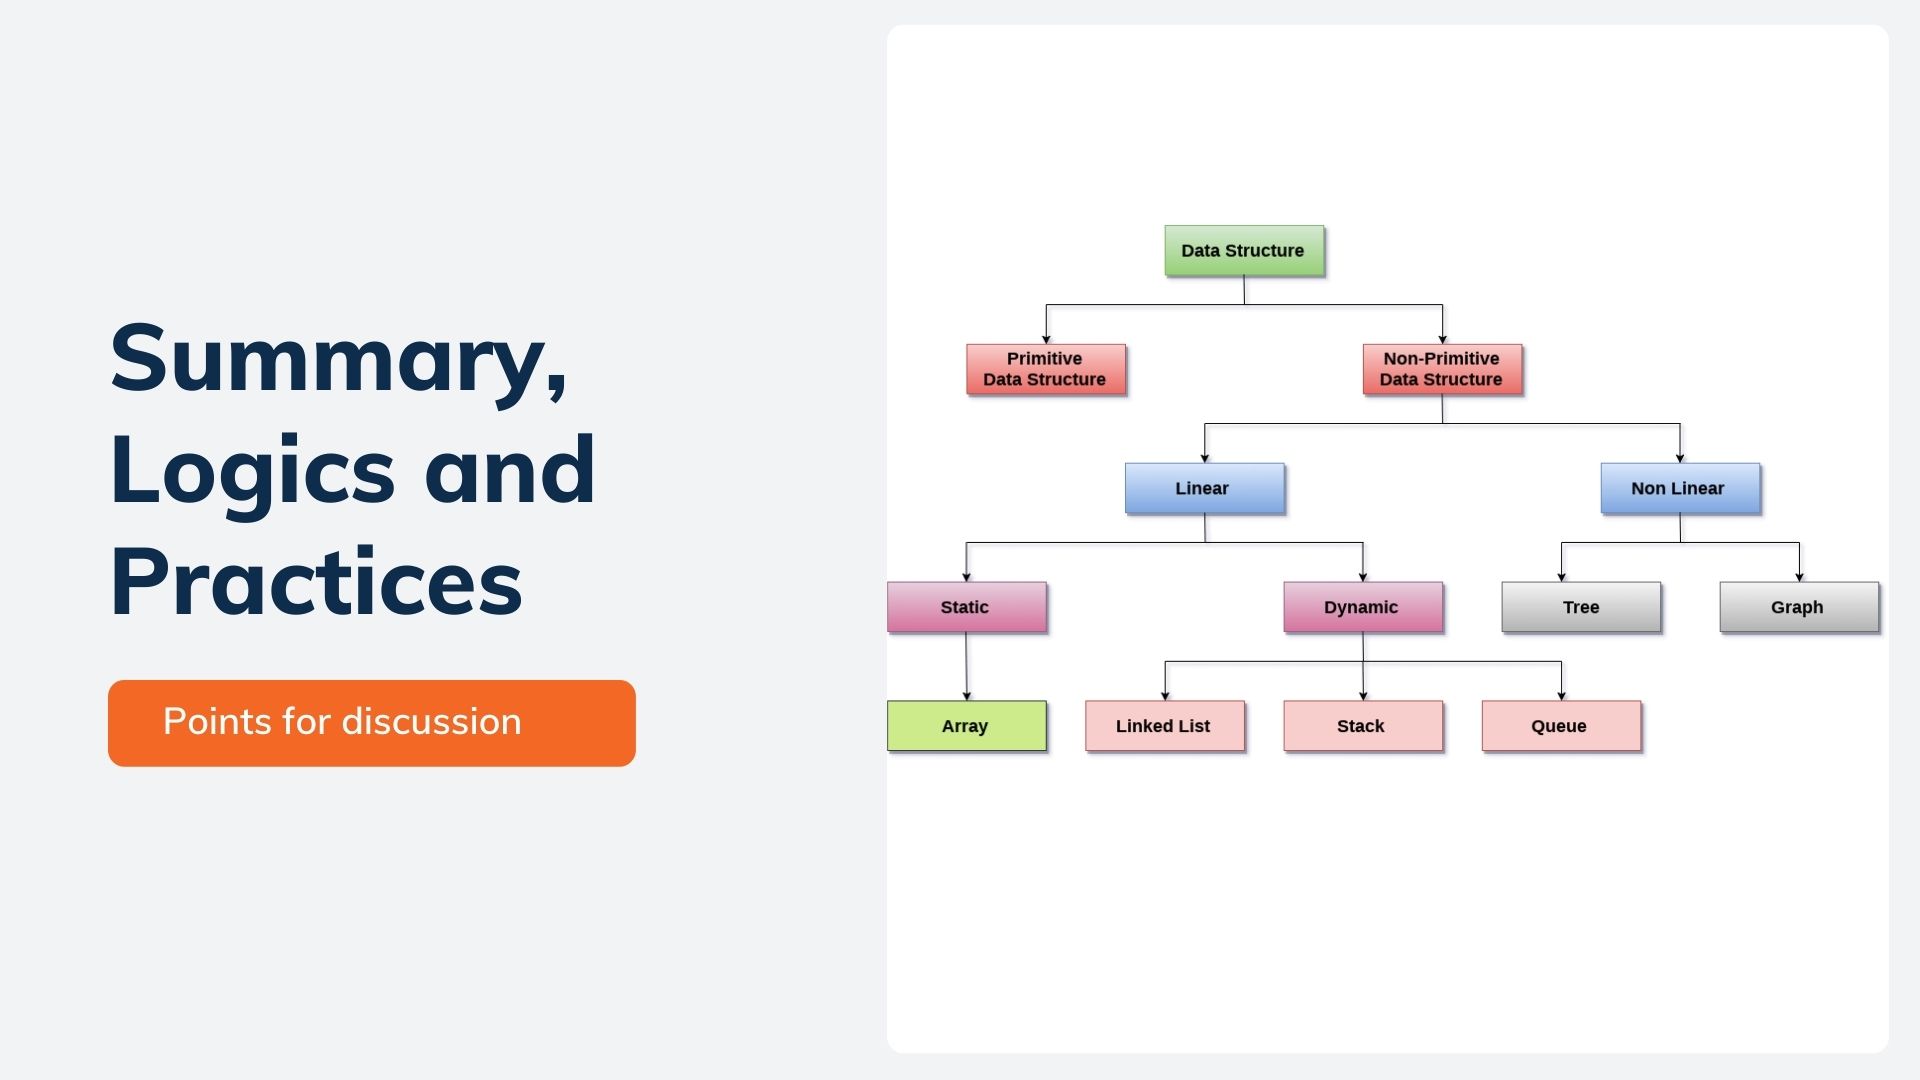 Summary,
Logics and
Practices
Points for discussion
Data Structure
Primitive
Data Structure
Non-Primitive
Data Structure
Linear
Non Linear
Static
Dynamic
Tree
Graph
Array
Linked List
Stack
Queue